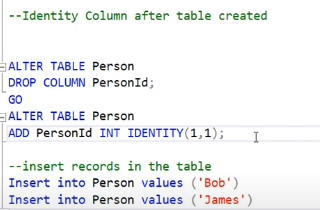 --Identity Column after table created
ALTER TABLE Person
DROP COLUMN PersonId;
GO
ALTER TABLE Person
ADD PersonId INT IDENTITY(1,1);
--insert records in the table
Insert into Person values ('Bob')
Insert into Person values ('James')